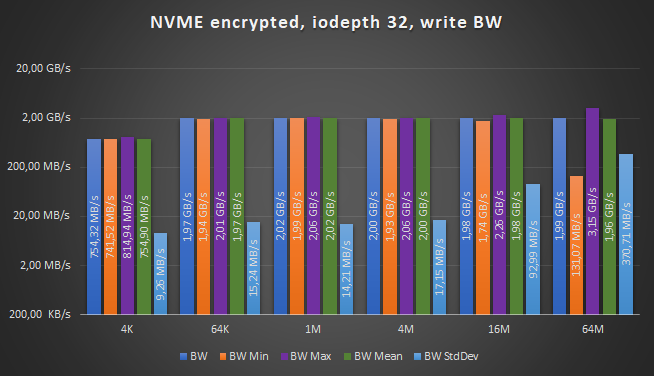 NVME encrypted, iodepth 32, write BW
20,00 GB/s
2,00 GB/s
200,00 MB/s
20,00 MB/s
2,00 MB/s
200,00 KB/s
754,32 MB/s
741,52 MB/s
814,94 MB/s
754,90 MB/s
9,26 MB/s
1,97 GB/s
1,94 GB/s
2,01 GB/s
1,97 GB/s
15,24 MB/s
2,02 GB/s
1,99 GB/s
2,06 GB/s
2,02 GB/s
14,21 MB/s
2,00 GB/s
1,93 GB/s
2,06 GB/s
2,00 GB/s
17,15 MB/s
1,98 GB/s
1,74 GB/s
2,26 GB/s
1,98 GB/s
92,99 MB/s
1,99 GB/s
131,07 MB/s
3,15 GB/s
1,96 GB/s
370,71 MB/s
4K 64K 1M 4M 16M 64M
BW BW Min BW Max BW Mean BW StdDev